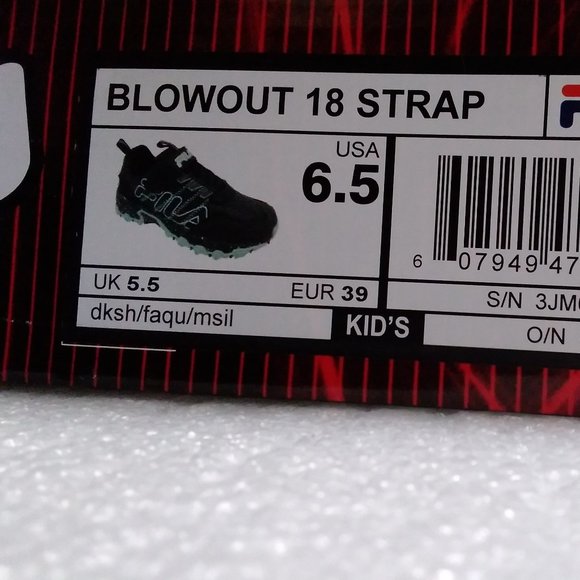 BLOWOUT 18 STRAP
USA
6.5
UK 5.5
EUR 39
dksh/faqu/msil
KID'S
6 07949 47
S/N 3JM
O/N